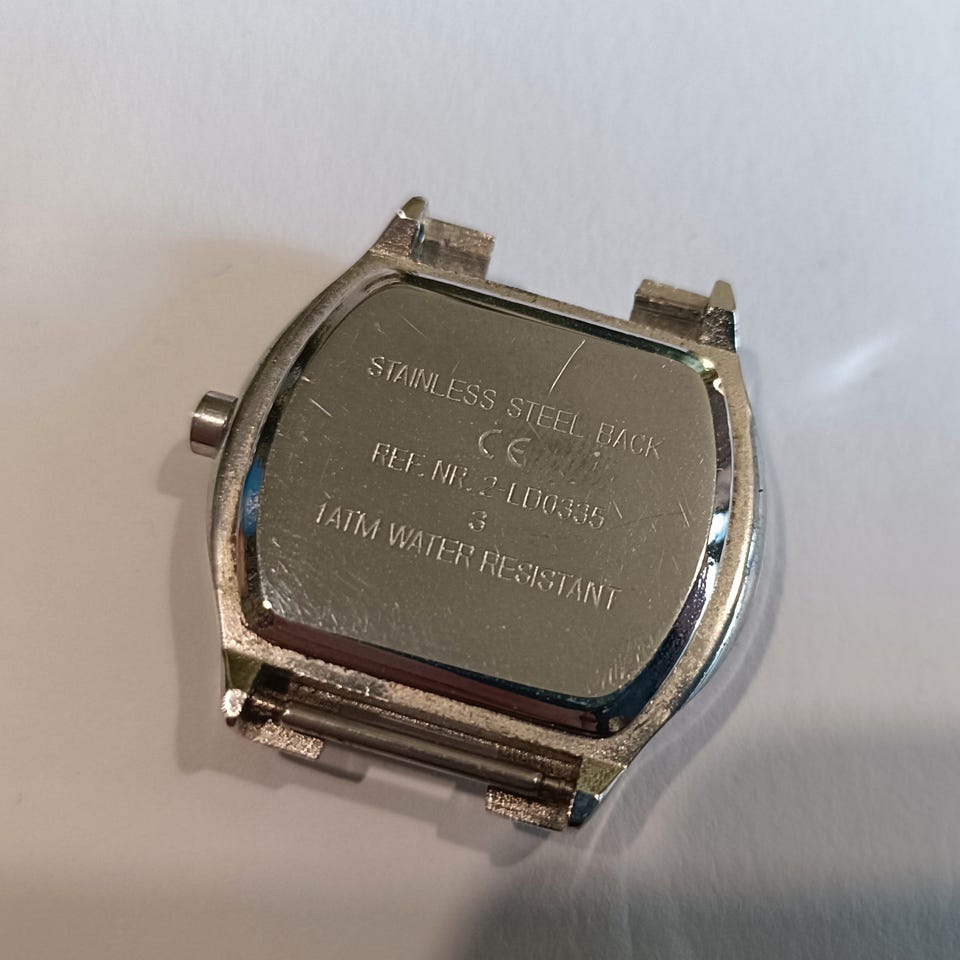 STAINLESS STEEL BACK
CE
REF. NR. 2-LD0335
3
1ATM WATER RESISTANT